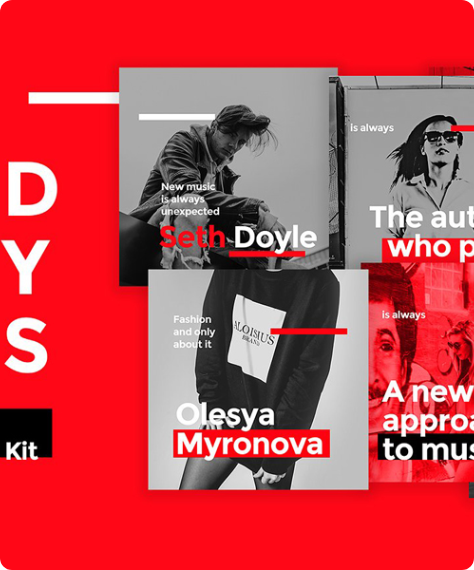 D
Y
S
Kit
New music
is always
unexpected
Seth Doyle
is always
The aut
who p
Fashion
and only
about it
ALOISIUS
BRAND
Olesya
Myronova
is always
A new
approa
to mus